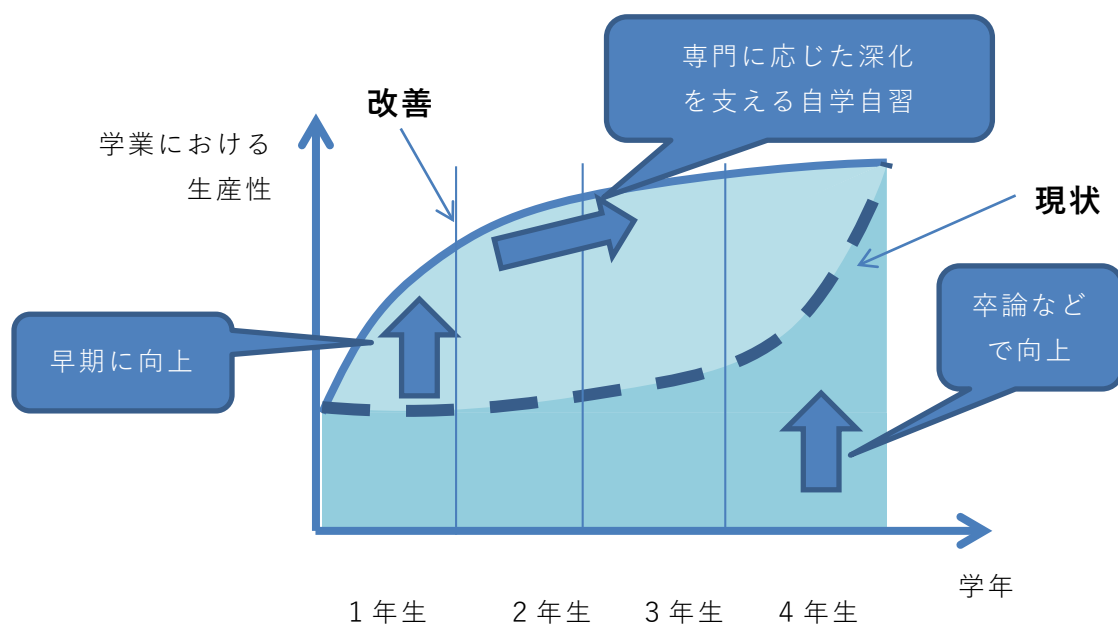 専門に応じた深化
を支える自学自習
改善
学業における
生産性
現状
卒論など
で向上
早期に向上
学年
1年生
2年生
3年生
4年生